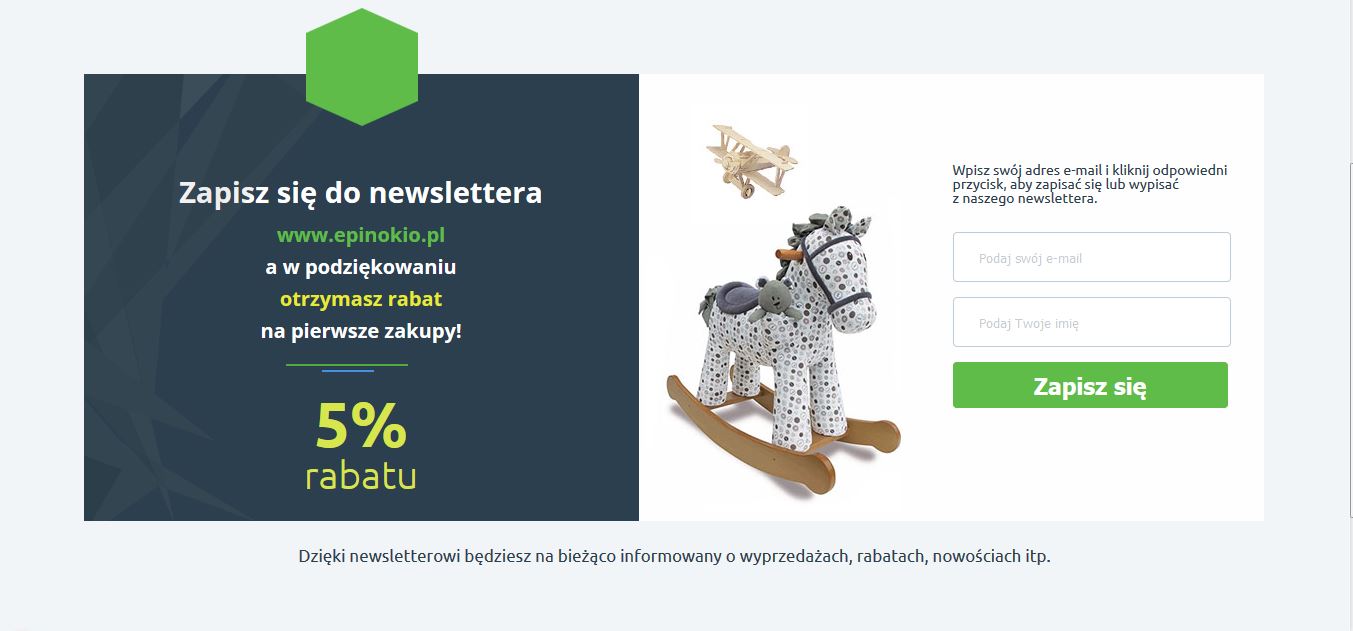 Zapisz się do newslettera
www.epinokio.pl
a w podziękowaniu
otrzymasz rabat
na pierwsze zakupy!
5%
rabatu
Wpisz swój adres e-mail i kliknij odpowiedni
przycisk, aby zapisać się lub wypisać
z naszego newslettera.
Podaj swój e-mail
Podaj Twoje imię
Zapisz się
Dzięki newsletterowi będziesz na bieżąco informowany o wyprzedażach, rabatach, nowościach itp.